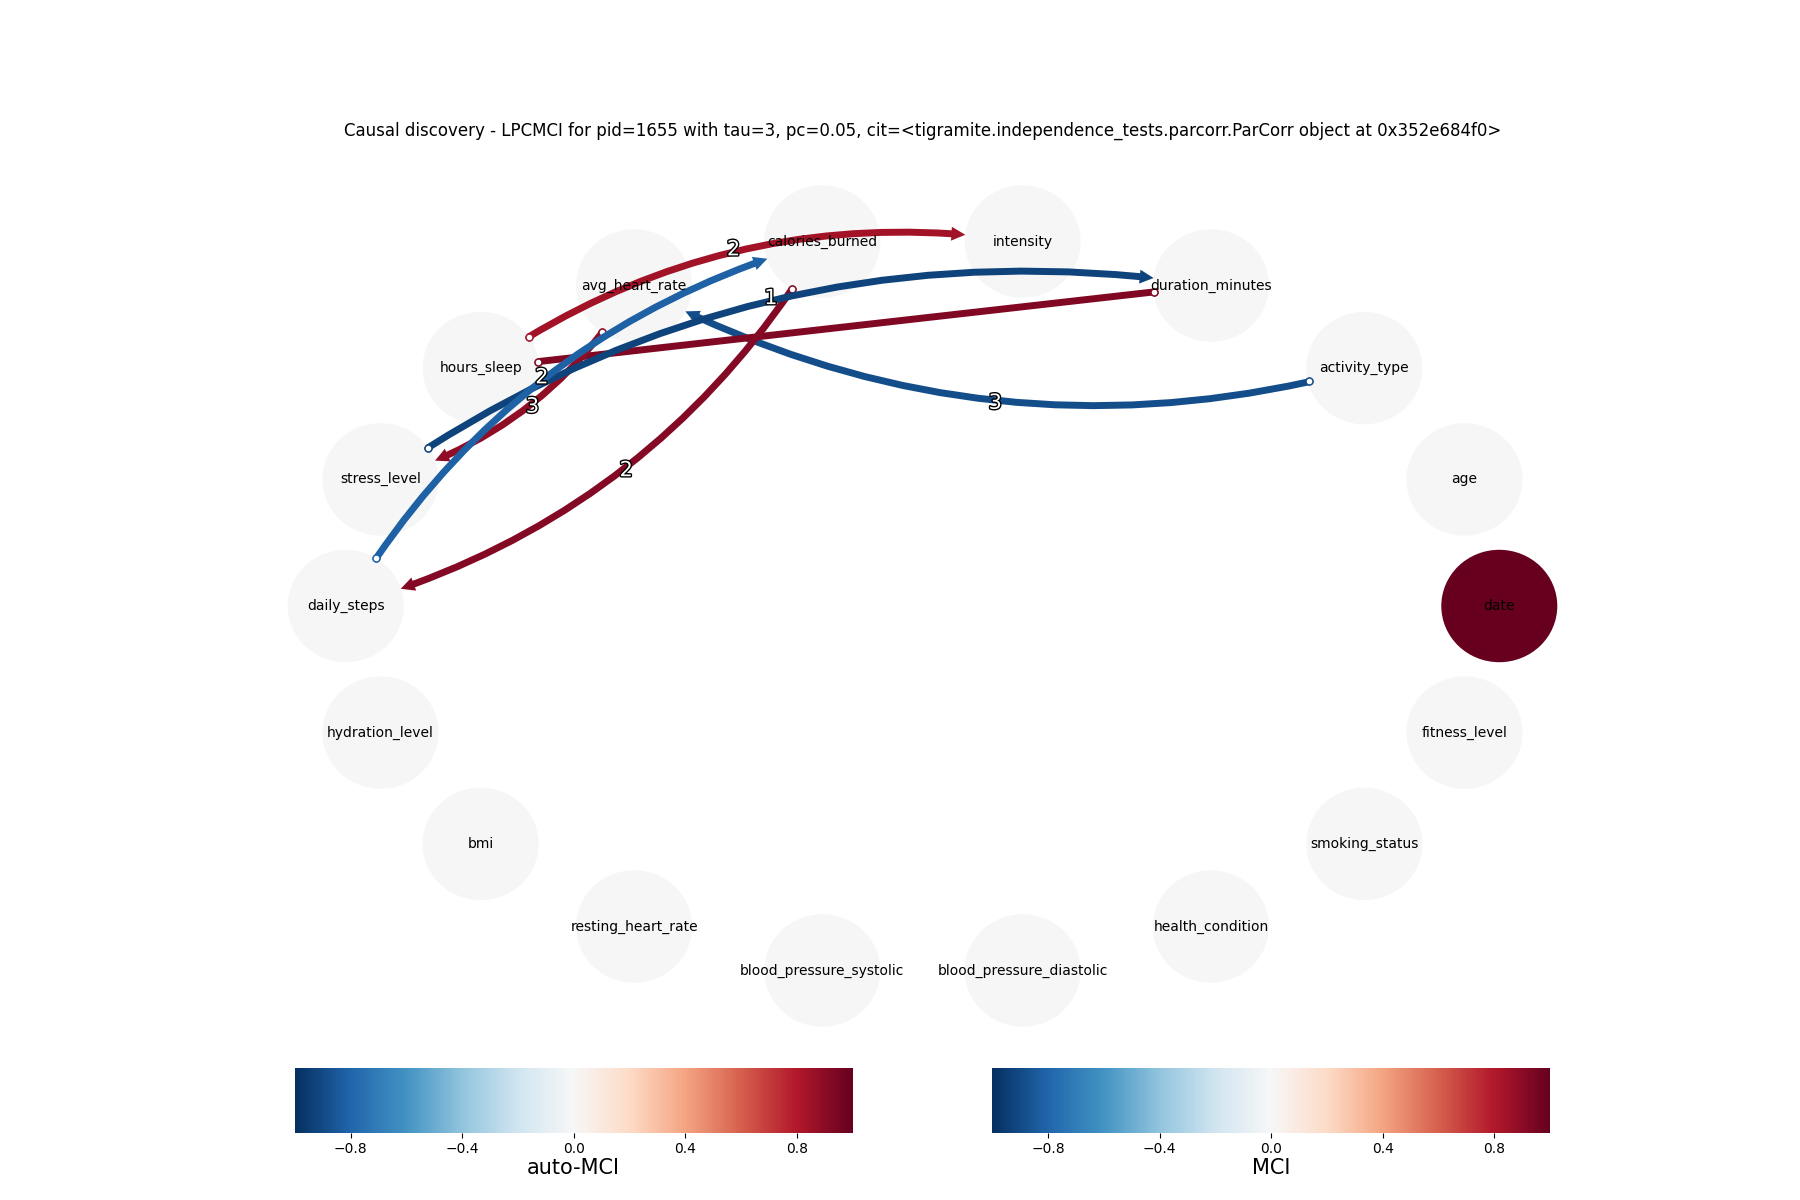 Causal discovery - LPCMCI for pid=1655 with tau=3, pc=0.05, cit=<tigramite.independence_tests.parcorr.ParCorr object at 0x352e684f0>
calories_burned
intensity
2
avg_heart_rate
1
duration_minutes
hours_sleep
2
activity_type
3
3
stress_level
2
age
daily_steps
date
hydration_level
fitness_level
bmi
smoking_status
resting_heart_rate
health_condition
blood_pressure_systolic
blood_pressure_diastolic
−0.8 −0.4 0.0 0.4 0.8
auto-MCI
−0.8 −0.4 0.0 0.4 0.8
MCI